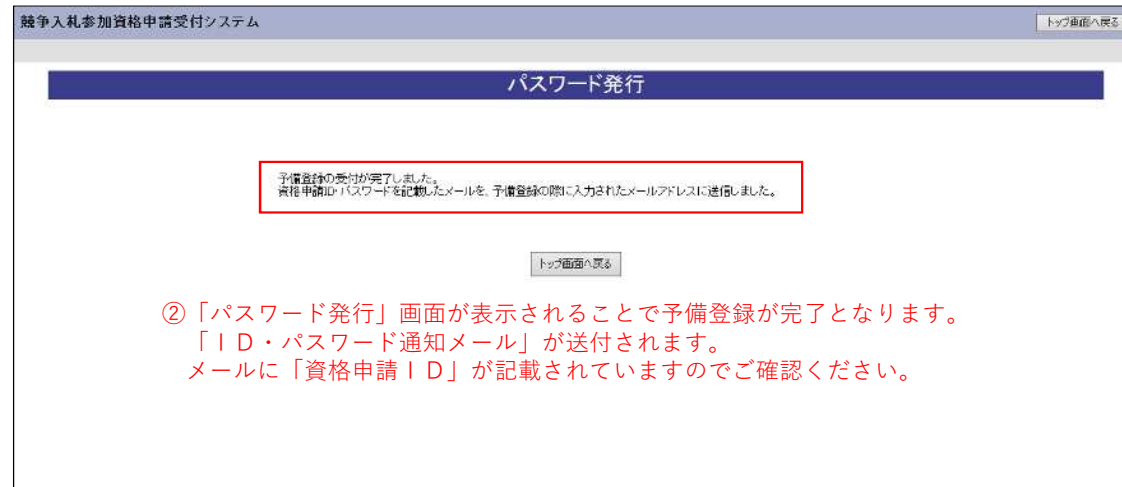 競争入札参加資格申請受付システム
トップ画面へ戻る
パスワード発行
予備登録の受付が完了しました。
資格申請ID・パスワードを記載したメールを、予備登録の際に入力されたメールアドレスに送信しました。
トップ画面へ戻る
②「パスワード発行」画面が表示されることで予備登録が完了となります。
「ＩＤ・パスワード通知メール」が送付されます。
メールに「資格申請ＩＤ」が記載されていますのでご確認ください。